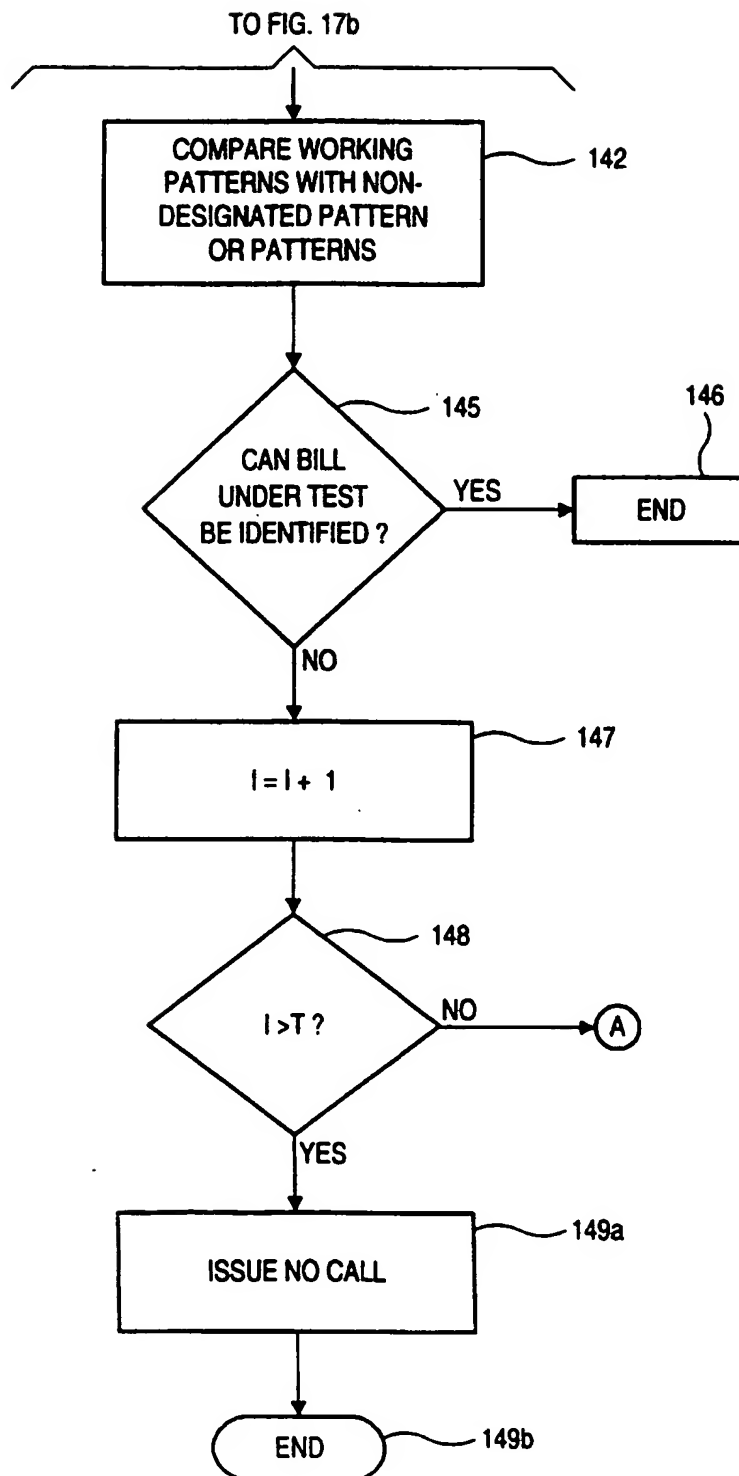 TO FIG. 17b
COMPARE WORKING
PATTERNS WITH NON-
DESIGNATED PATTERN
OR PATTERNS
142
145
146
CAN BILL
UNDER TEST
BE IDENTIFIED ?
YES
END
NO
147
I = I + 1
148
I >T ?
NO
A
YES
149a
ISSUE NO CALL
END
149b